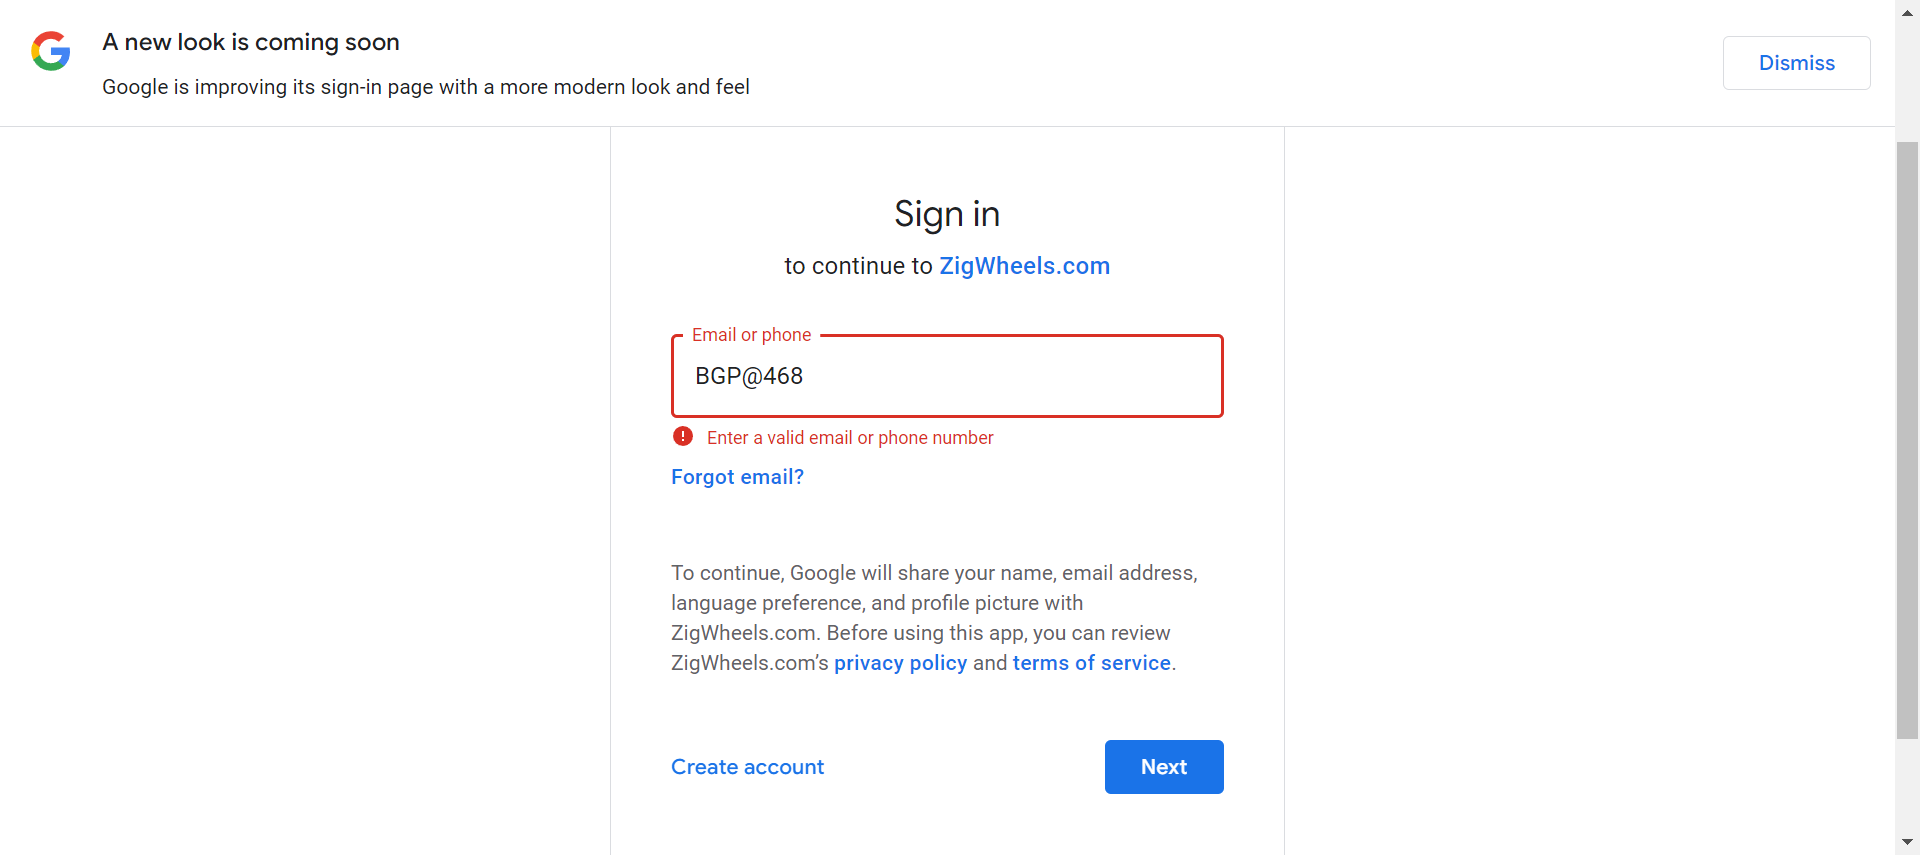 A new look is coming soon
Google is improving its sign-in page with a more modern look and feel
Dismiss
Sign in
to continue to ZigWheels.com
Email or phone
BGP@468
Enter a valid email or phone number
Forgot email?
To continue, Google will share your name, email address,
language preference, and profile picture with
ZigWheels.com. Before using this app, you can review
ZigWheels.com’s privacy policy and terms of service.
Create account
Next